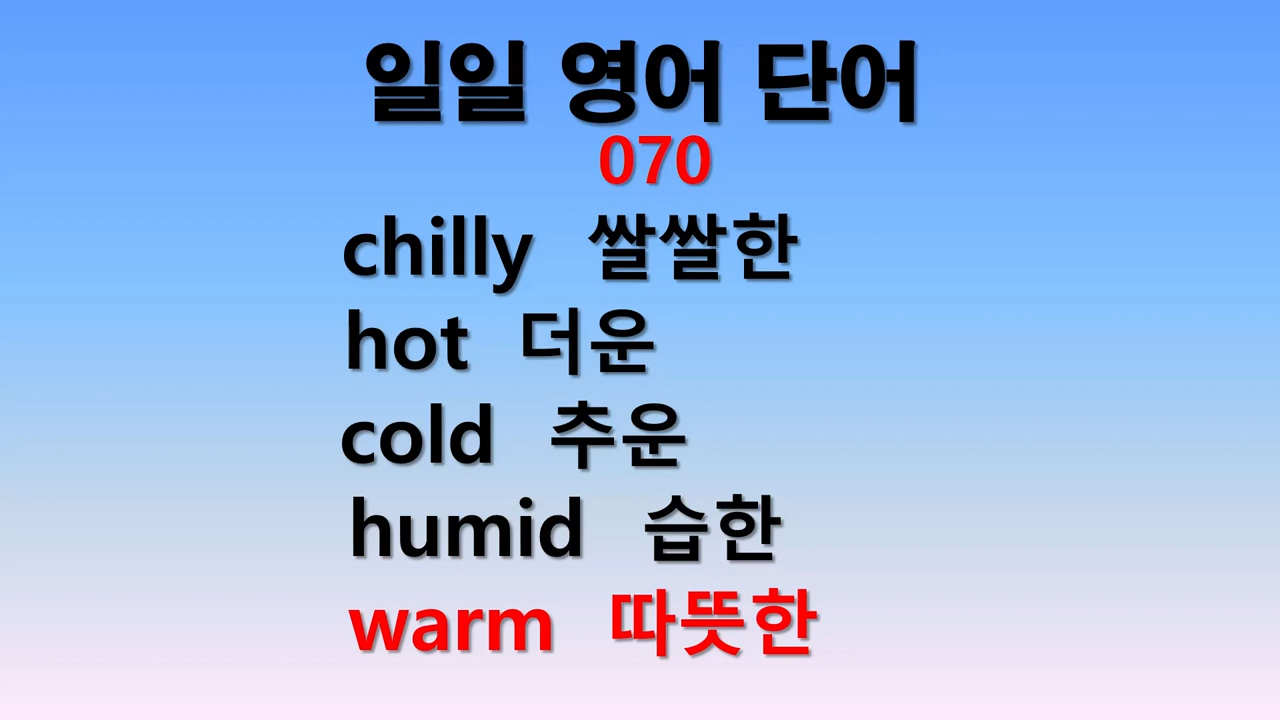 일일 영어 단어
070
chilly 쌀쌀한
hot 더운
cold 추운
humid 습한
warm 따뜻한